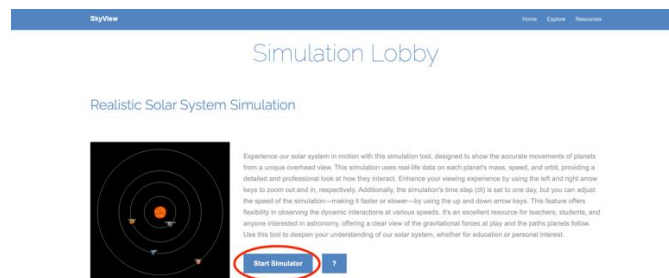 SkyView
Home Explore Resources
Simulation Lobby
Realistic Solar System Simulation
Experience our solar system in motion with this simulation tool, designed to show the accurate movements of planets
from a unique overhead view. This simulation uses real-life data on each planet's mass, speed, and orbit, providing a
detailed and professional look at how they interact. Enhance your viewing experience by using the left and right arrow
keys to zoom out and in, respectively. Additionally, the simulation's time step (dt) is set to one day, but you can adjust
the speed of the simulation—making it faster or slower—by using the up and down arrow keys. This feature offers
flexibility in observing the dynamic interactions at various speeds. It's an excellent resource for teachers, students, and
anyone interested in astronomy, offering a clear view of the gravitational forces at play and the paths planets follow.
Use this tool to deepen your understanding of our solar system, whether for education or personal interest.
Start Simulator ?